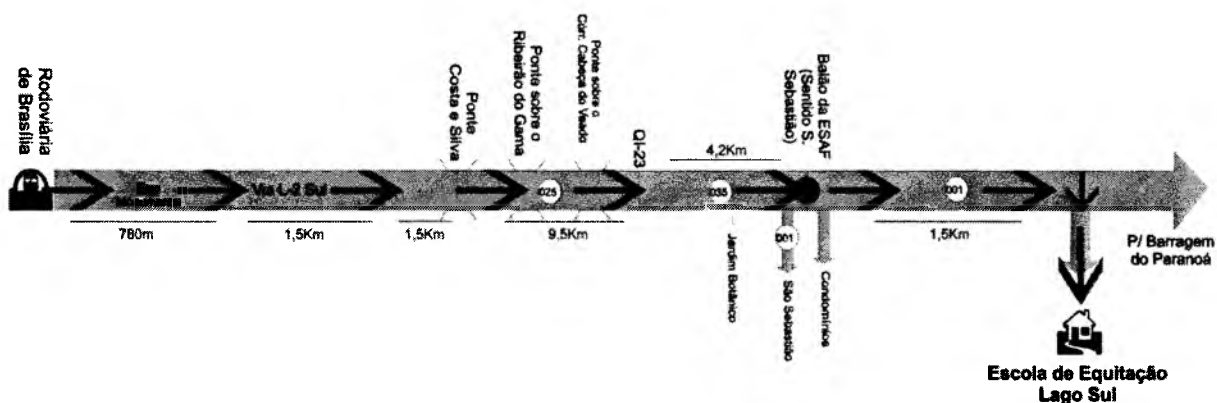 Rodoviária
de Brasília
780m
Via L-2 Sul
1,5Km
1,5Km
Ponte
Costa e Silva
Ponte sobre o
Ribeirão do Gama
025
9,5Km
Ponte sobre o
Córr. Cabeça do Veado
QI-23
4,2Km
035
Jardim Botânico
Balão da ESAF
(Sentido S.
Sebastião)
001
São Sebastião
Condomínios
001
1,5Km
P/ Barragem
do Paranoá
Escola de Equitação
Lago Sul